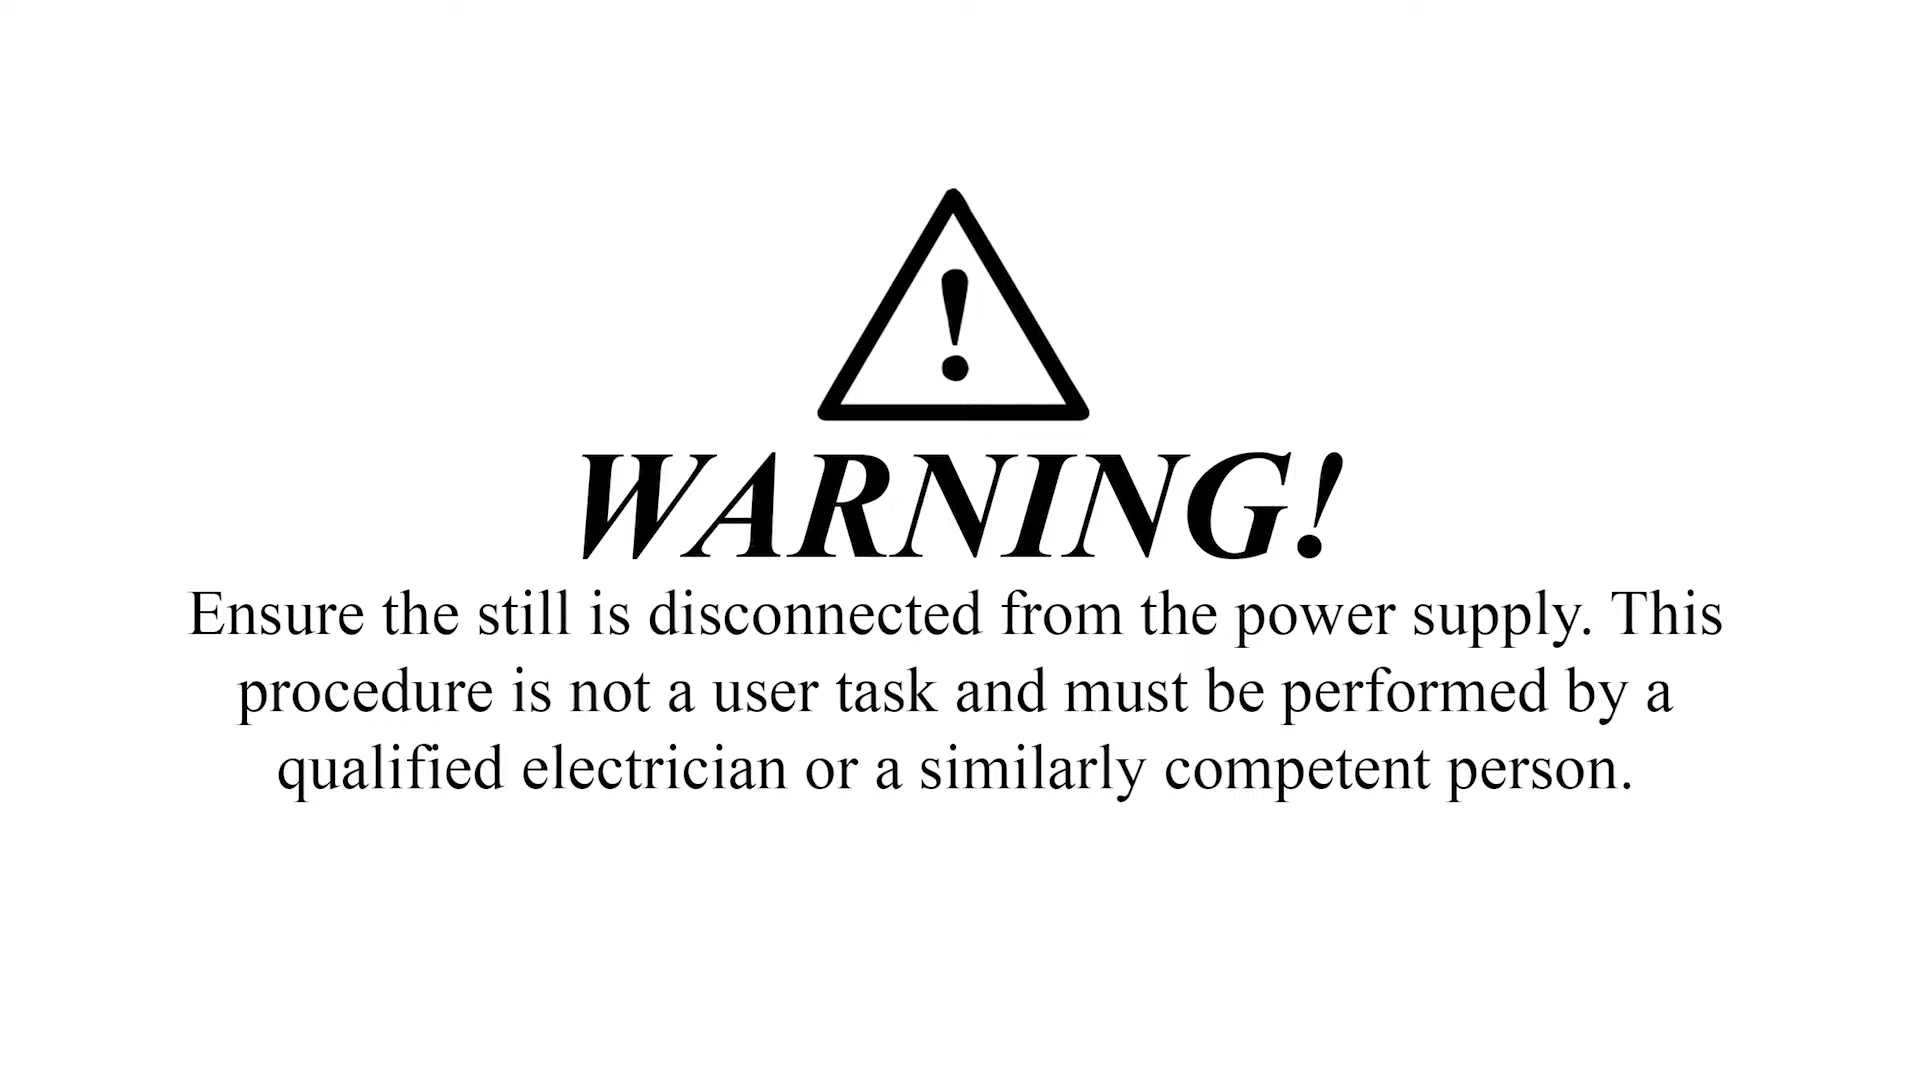 WARNING!
Ensure the still is disconnected from the power supply. This
procedure is not a user task and must be performed by a
qualified electrician or a similarly competent person.